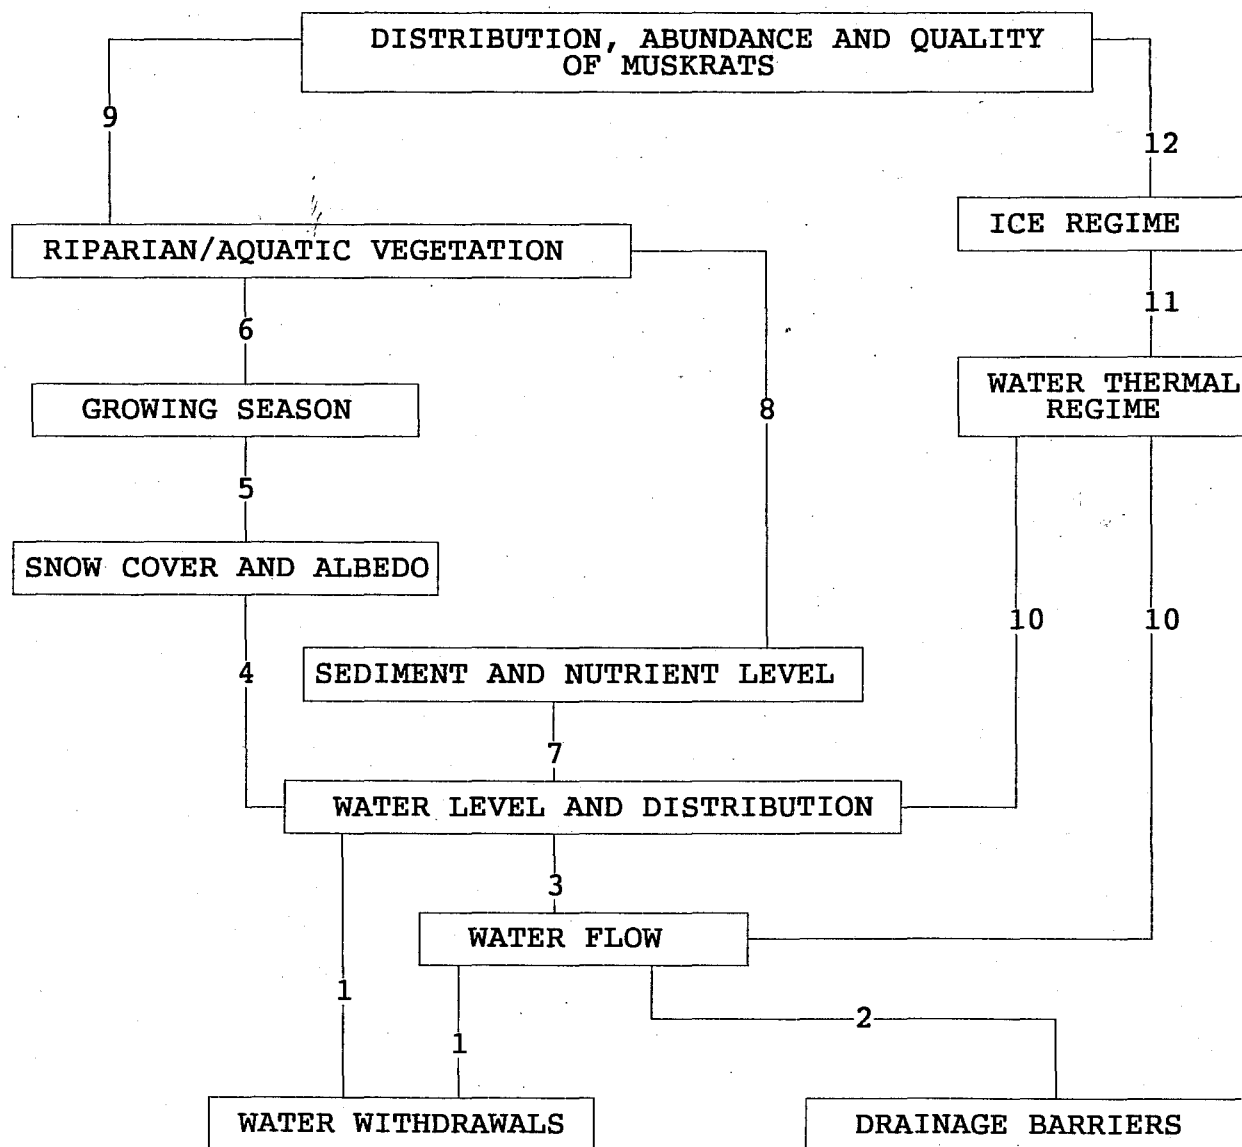 DISTRIBUTION, ABUNDANCE AND QUALITY
OF MUSKRATS
9
12
ICE REGIME
RIPARIAN/AQUATIC VEGETATION
11
6
WATER THERMAL
REGIME
GROWING SEASON
8
5
SNOW COVER AND ALBEDO
10
10
4
SEDIMENT AND NUTRIENT LEVEL
7
WATER LEVEL AND DISTRIBUTION
3
WATER FLOW
1
2
1
WATER WITHDRAWALS
DRAINAGE BARRIERS